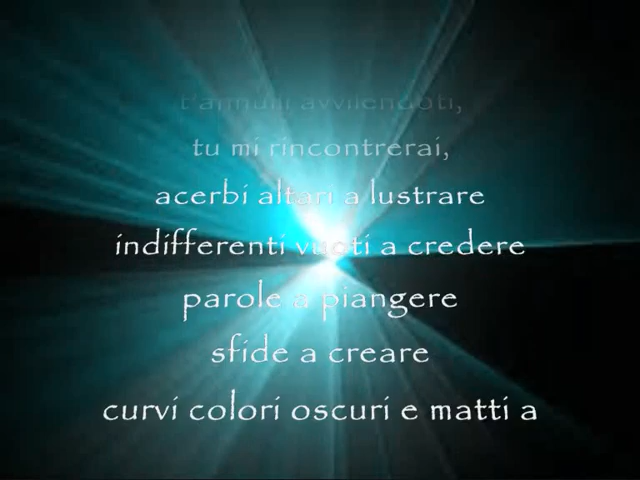 t'annulli avvilendoti,
tu mi rincontrerai,
acerbi altari a lustrare
indifferenti vuoti a credere
parole a piangere
sfide a creare
curvi colori oscuri e matti a